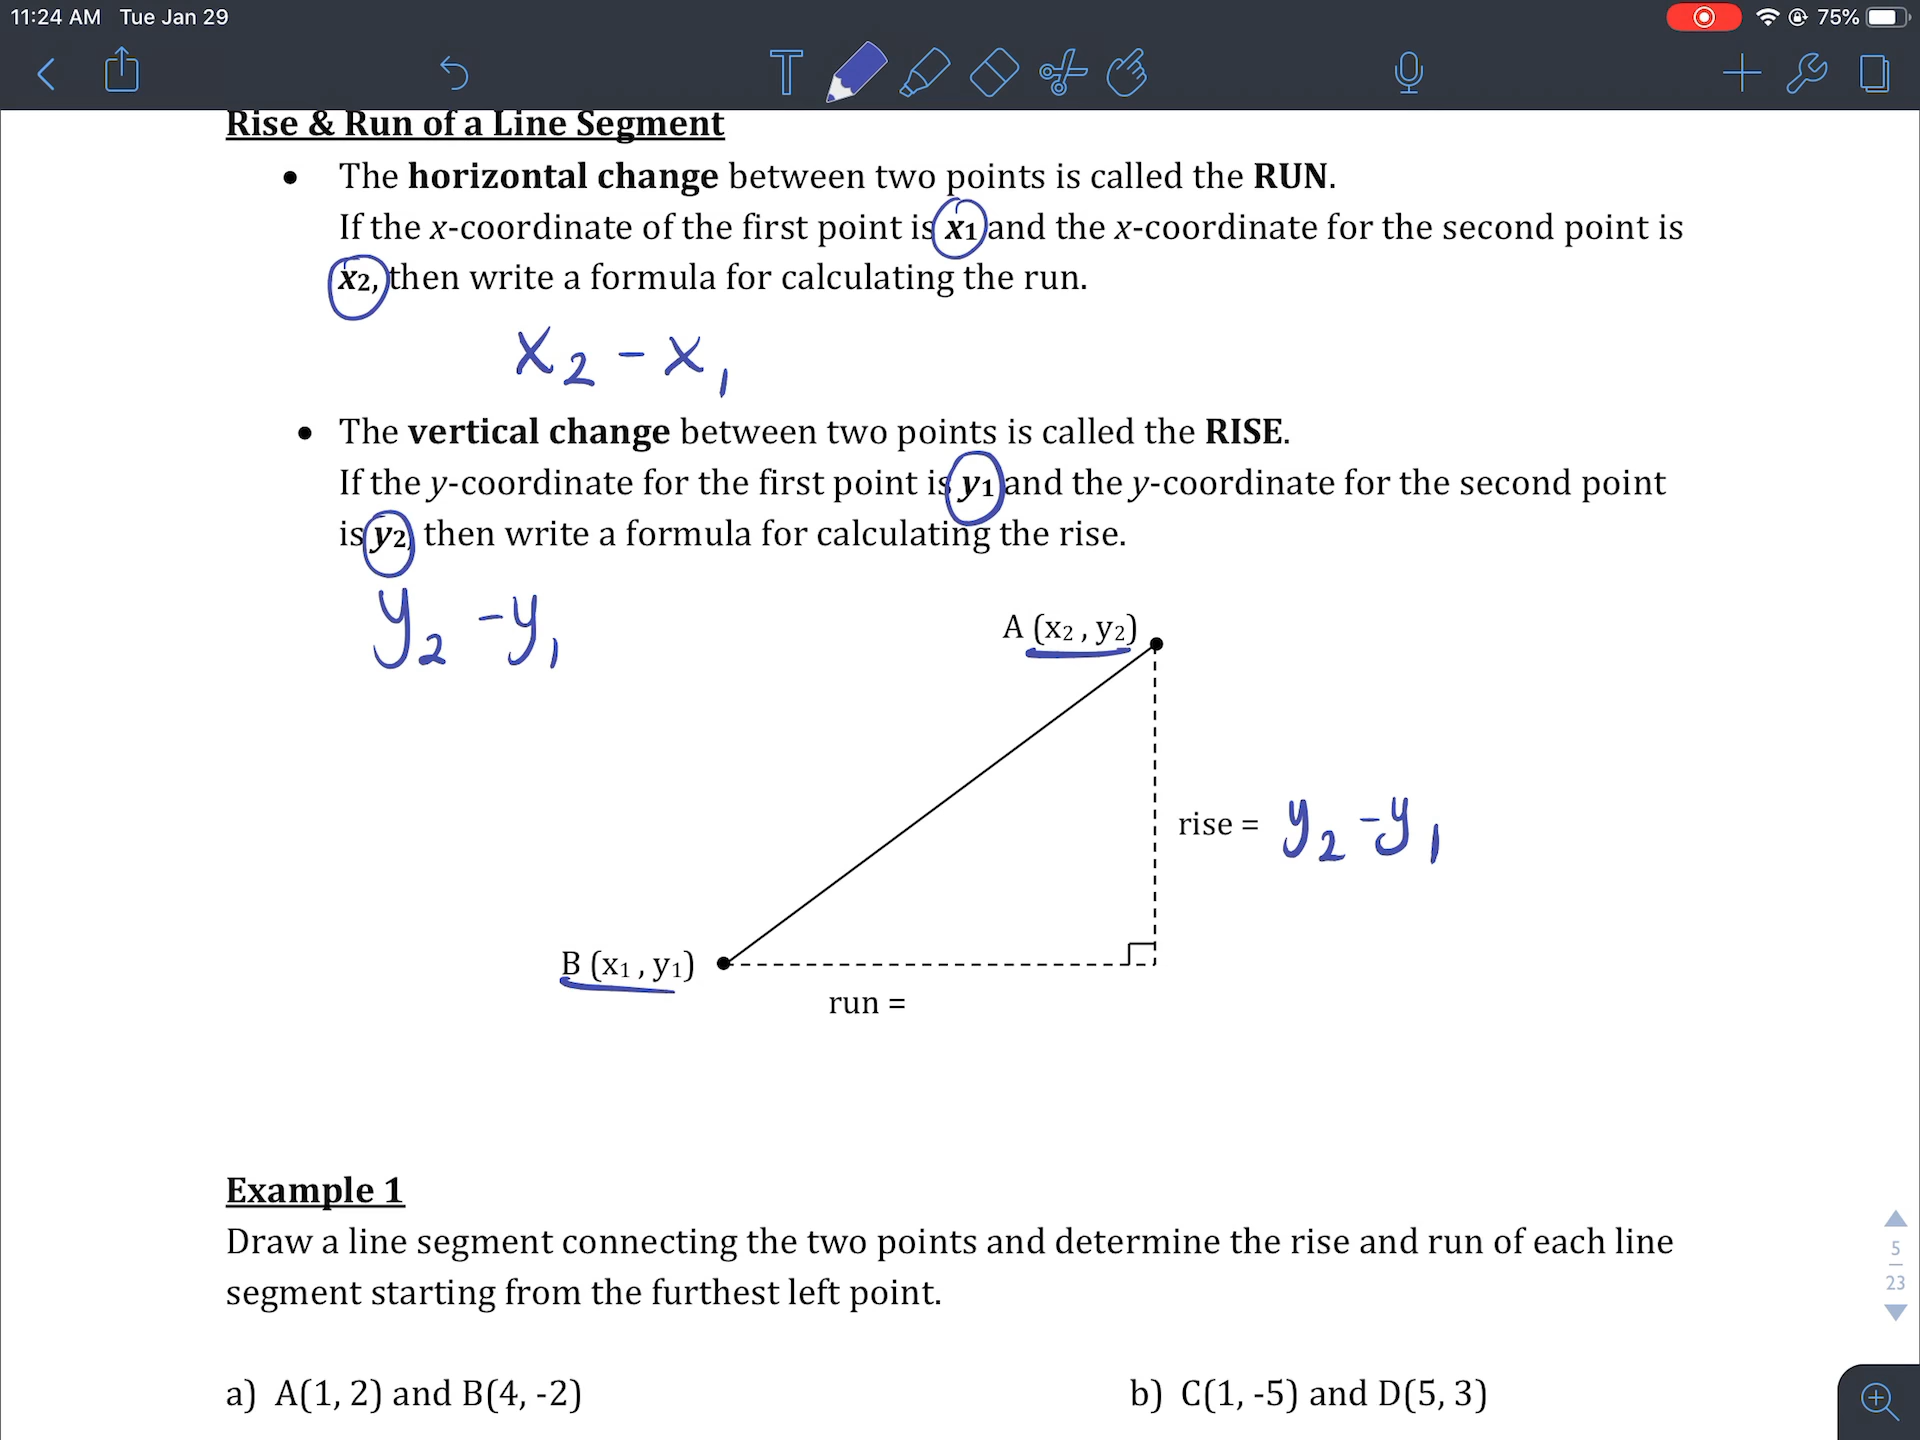 11:24 AM Tue Jan 29
75%
T
Rise & Run of a Line Segment
• The horizontal change between two points is called the RUN.
If the x-coordinate of the first point is x1 and the x-coordinate for the second point is
x2, then write a formula for calculating the run.
x2 - x1
• The vertical change between two points is called the RISE.
If the y-coordinate for the first point is y1 and the y-coordinate for the second point
is y2, then write a formula for calculating the rise.
y2 - y1
A (x2 , y2)
rise = y2 - y1
B (x1 , y1)
run =
Example 1
Draw a line segment connecting the two points and determine the rise and run of each line
segment starting from the furthest left point.
5
23
a) A(1, 2) and B(4, -2)
b) C(1, -5) and D(5, 3)